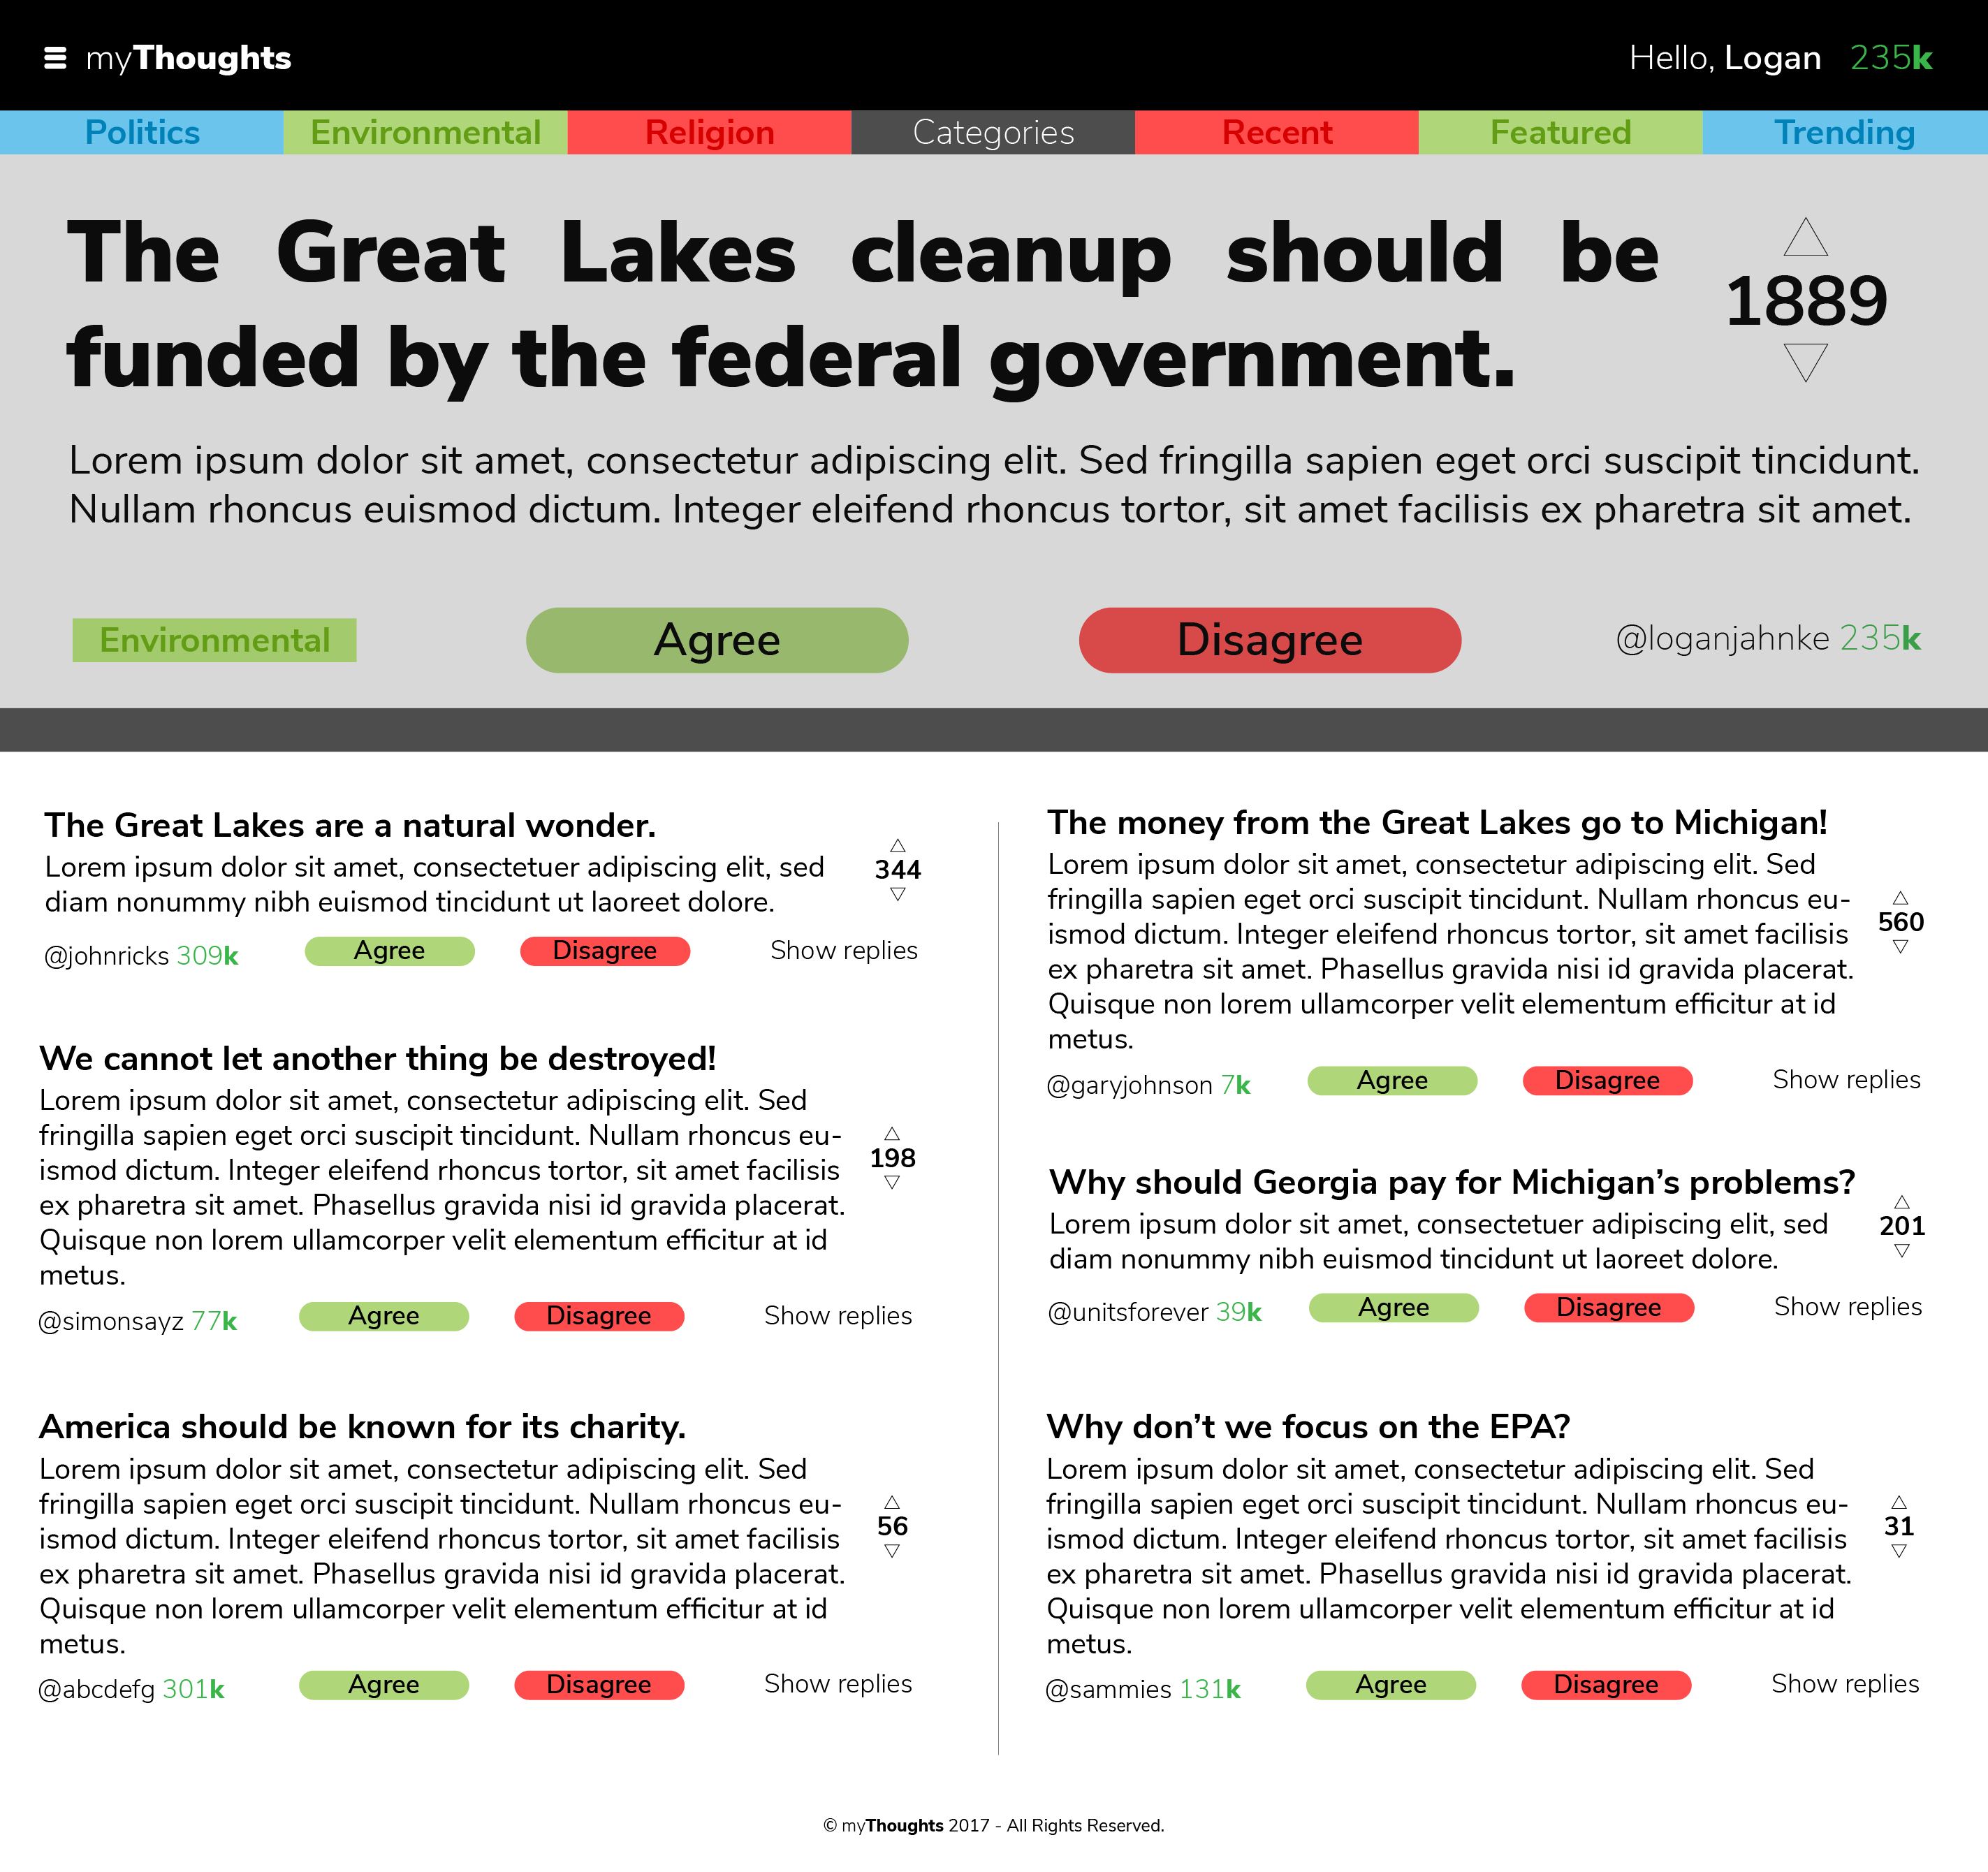 myThoughts
Hello, Logan 235k
Politics Environmental Religion Categories Recent Featured Trending
The Great Lakes cleanup should be
funded by the federal government.
1889
Lorem ipsum dolor sit amet, consectetur adipiscing elit. Sed fringilla sapien eget orci suscipit tincidunt.
Nullam rhoncus euismod dictum. Integer eleifend rhoncus tortor, sit amet facilisis ex pharetra sit amet.
Environmental Agree Disagree @loganjahnke 235k
The Great Lakes are a natural wonder.
Lorem ipsum dolor sit amet, consectetuer adipiscing elit, sed
diam nonummy nibh euismod tincidunt ut laoreet dolore.
344
@johnricks 309k Agree Disagree Show replies
We cannot let another thing be destroyed!
Lorem ipsum dolor sit amet, consectetur adipiscing elit. Sed
fringilla sapien eget orci suscipit tincidunt. Nullam rhoncus eu-
ismod dictum. Integer eleifend rhoncus tortor, sit amet facilisis
ex pharetra sit amet. Phasellus gravida nisi id gravida placerat.
Quisque non lorem ullamcorper velit elementum efficitur at id
metus.
198
@simonsayz 77k Agree Disagree Show replies
America should be known for its charity.
Lorem ipsum dolor sit amet, consectetur adipiscing elit. Sed
fringilla sapien eget orci suscipit tincidunt. Nullam rhoncus eu-
ismod dictum. Integer eleifend rhoncus tortor, sit amet facilisis
ex pharetra sit amet. Phasellus gravida nisi id gravida placerat.
Quisque non lorem ullamcorper velit elementum efficitur at id
metus.
56
@abcdefg 301k Agree Disagree Show replies
The money from the Great Lakes go to Michigan!
Lorem ipsum dolor sit amet, consectetur adipiscing elit. Sed
fringilla sapien eget orci suscipit tincidunt. Nullam rhoncus eu-
ismod dictum. Integer eleifend rhoncus tortor, sit amet facilisis
ex pharetra sit amet. Phasellus gravida nisi id gravida placerat.
Quisque non lorem ullamcorper velit elementum efficitur at id
metus.
560
@garyjohnson 7k Agree Disagree Show replies
Why should Georgia pay for Michigan’s problems?
Lorem ipsum dolor sit amet, consectetuer adipiscing elit, sed
diam nonummy nibh euismod tincidunt ut laoreet dolore.
201
@unitsforever 39k Agree Disagree Show replies
Why don’t we focus on the EPA?
Lorem ipsum dolor sit amet, consectetur adipiscing elit. Sed
fringilla sapien eget orci suscipit tincidunt. Nullam rhoncus eu-
ismod dictum. Integer eleifend rhoncus tortor, sit amet facilisis
ex pharetra sit amet. Phasellus gravida nisi id gravida placerat.
Quisque non lorem ullamcorper velit elementum efficitur at id
metus.
31
@sammies 131k Agree Disagree Show replies
© myThoughts 2017 - All Rights Reserved.